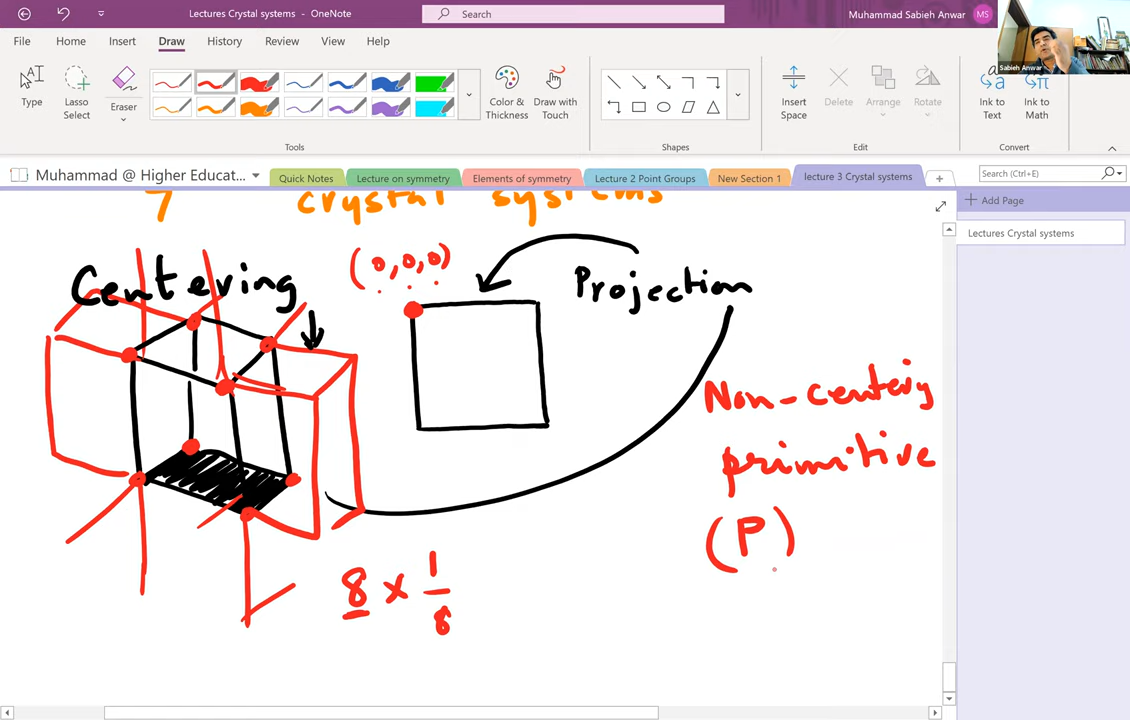 Lectures Crystal systems - OneNote
Search
Muhammad Sabieh Anwar
MS
File Home Insert Draw History Review View Help
Sabieh Anwar
Type
Lasso Select
Eraser
Color & Thickness
Draw with Touch
Insert Space
Delete
Arrange
Rotate
Ink to Text
Ink to Math
Tools
Shapes
Edit
Convert
Muhammad @ Higher Educat...
Quick Notes
Lecture on symmetry
Elements of symmetry
Lecture 2 Point Groups
New Section 1
lecture 3 Crystal systems
Search (Ctrl+E)
Add Page
Lectures Crystal systems
7 crystal systems
Centering
(0,0,0)
Projection
Non-centerig
primitive
(P)
8 x 1/8